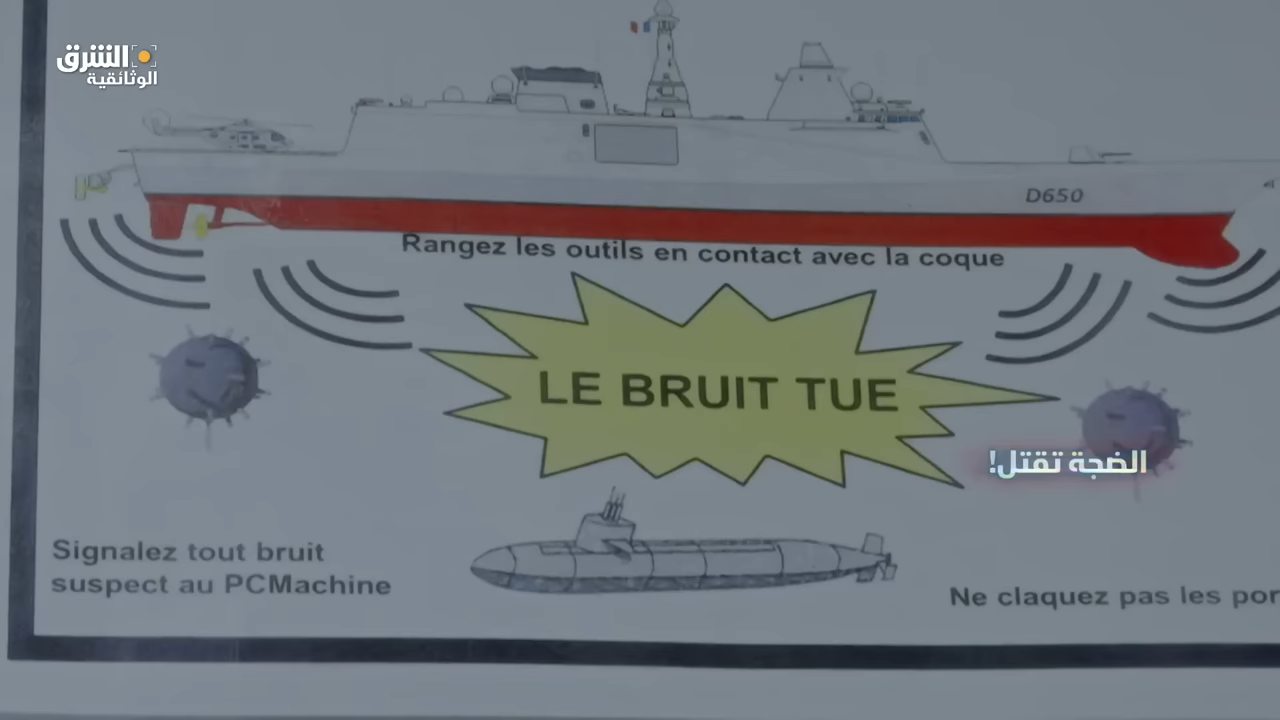 الشرق
الوثائقية
D650
Rangez les outils en contact avec la coque
LE BRUIT TUE
الضجة تقتل!
Signalez tout bruit
suspect au PCMachine
Ne claquez pas les por